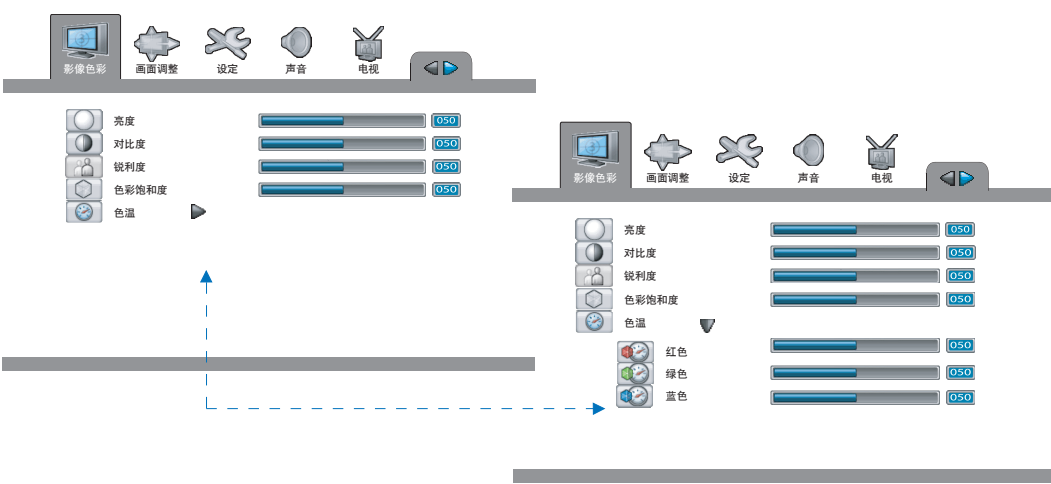 影像色彩 画面调整 设定 声音 电视
亮度 050
对比度 050
锐利度 050
色彩饱和度 050
色温
影像色彩 画面调整 设定 声音 电视
亮度 050
对比度 050
锐利度 050
色彩饱和度 050
色温
红色 050
绿色 050
蓝色 050